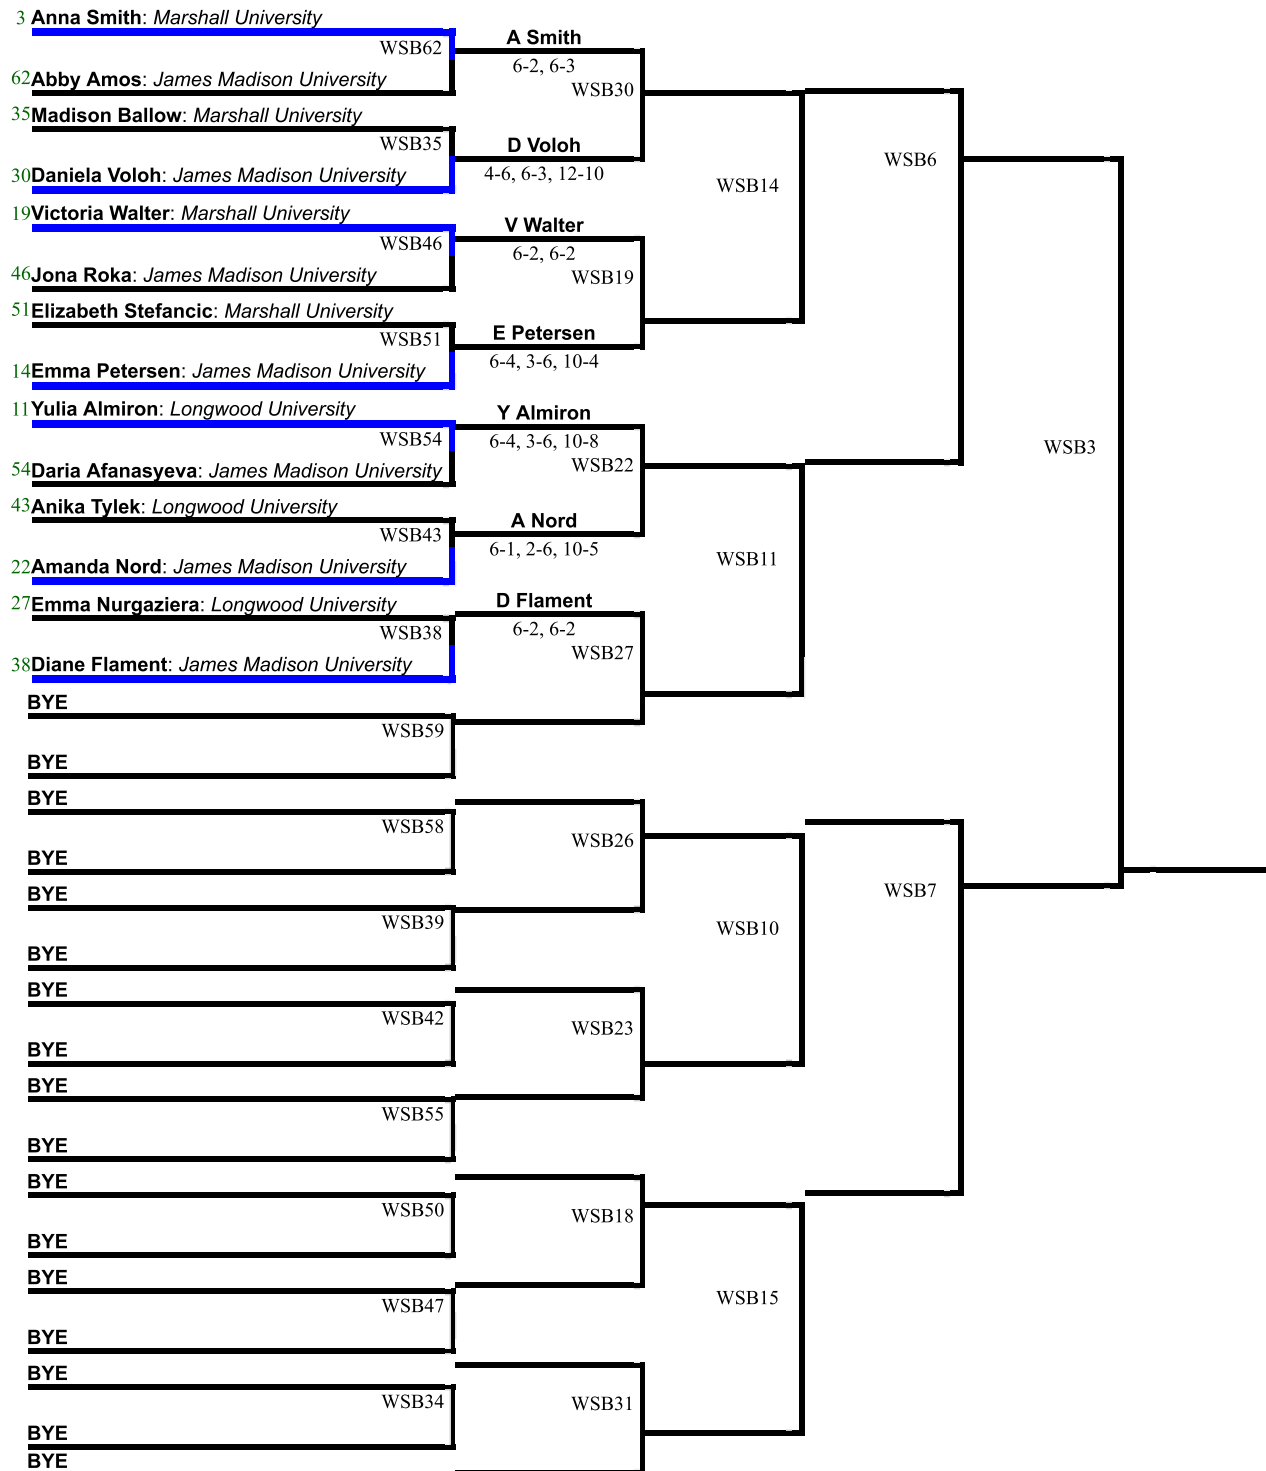 3 Anna Smith: Marshall University
WSB62
A Smith
6-2, 6-3
62 Abby Amos: James Madison University
WSB30
35 Madison Ballow: Marshall University
WSB35
D Voloh
4-6, 6-3, 12-10
30 Daniela Voloh: James Madison University
WSB14
WSB6
19 Victoria Walter: Marshall University
WSB46
V Walter
6-2, 6-2
46 Jona Roka: James Madison University
WSB19
51 Elizabeth Stefancic: Marshall University
WSB51
E Petersen
6-4, 3-6, 10-4
14 Emma Petersen: James Madison University
11 Yulia Almiron: Longwood University
WSB54
Y Almiron
6-4, 3-6, 10-8
WSB3
54 Daria Afanasyeva: James Madison University
WSB22
43 Anika Tylek: Longwood University
WSB43
A Nord
6-1, 2-6, 10-5
WSB11
22 Amanda Nord: James Madison University
27 Emma Nurgaziera: Longwood University
WSB38
D Flament
6-2, 6-2
38 Diane Flament: James Madison University
WSB27
BYE
WSB59
BYE
BYE
WSB58
WSB26
BYE
BYE
WSB39
WSB10
WSB7
BYE
BYE
WSB42
WSB23
BYE
BYE
WSB55
BYE
BYE
WSB50
WSB18
BYE
BYE
WSB47
WSB15
BYE
BYE
WSB34
WSB31
BYE
BYE